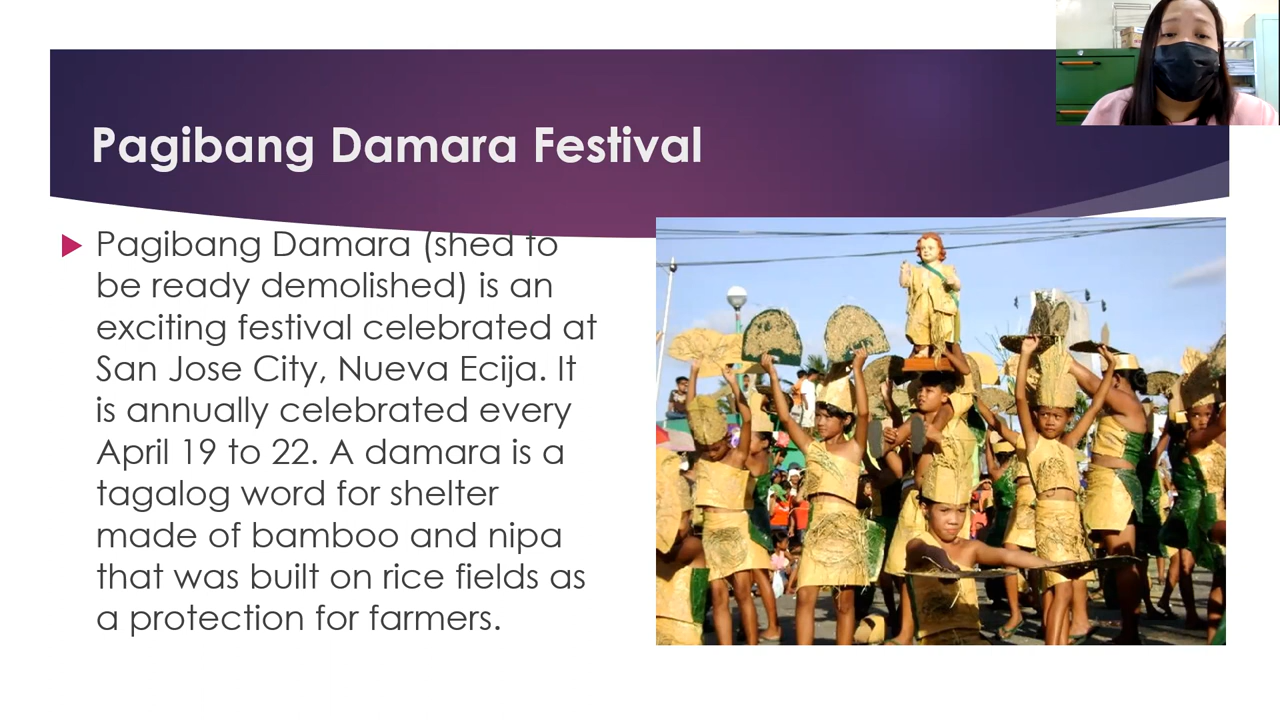 Pagibang Damara Festival
Pagibang Damara (shed to
be ready demolished) is an
exciting festival celebrated at
San Jose City, Nueva Ecija. It
is annually celebrated every
April 19 to 22. A damara is a
tagalog word for shelter
made of bamboo and nipa
that was built on rice fields as
a protection for farmers.